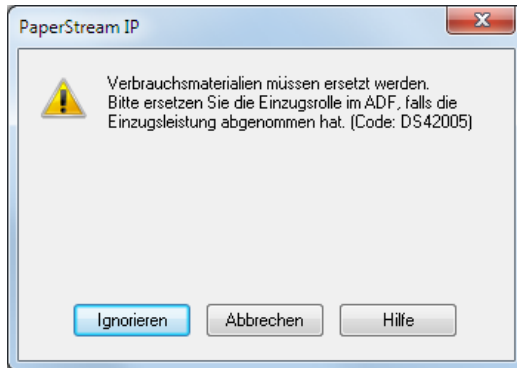 PaperStream IP
Verbrauchsmaterialien müssen ersetzt werden.
Bitte ersetzen Sie die Einzugsrolle im ADF, falls die
Einzugsleistung abgenommen hat. (Code: DS42005)
Ignorieren
Abbrechen
Hilfe